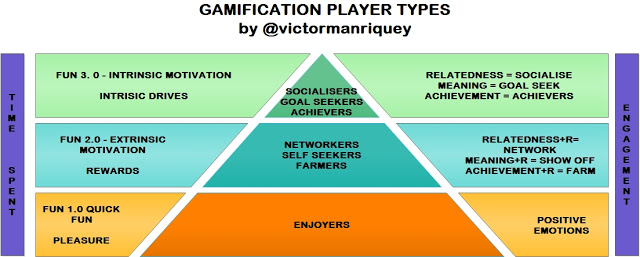 GAMIFICATION PLAYER TYPES
by @victormanriquey
TIME SPENT
FUN 3. 0 - INTRINSIC MOTIVATION
INTRISIC DRIVES
SOCIALISERS
GOAL SEEKERS
ACHIEVERS
RELATEDNESS = SOCIALISE
MEANING = GOAL SEEK
ACHIEVEMENT = ACHIEVERS
FUN 2.0 - EXTRINSIC
MOTIVATION
REWARDS
NETWORKERS
SELF SEEKERS
FARMERS
RELATEDNESS+R=
NETWORK
MEANING+R = SHOW OFF
ACHIEVEMENT+R = FARM
FUN 1.0 QUICK
FUN
PLEASURE
ENJOYERS
POSITIVE
EMOTIONS
ENGAGEMENT